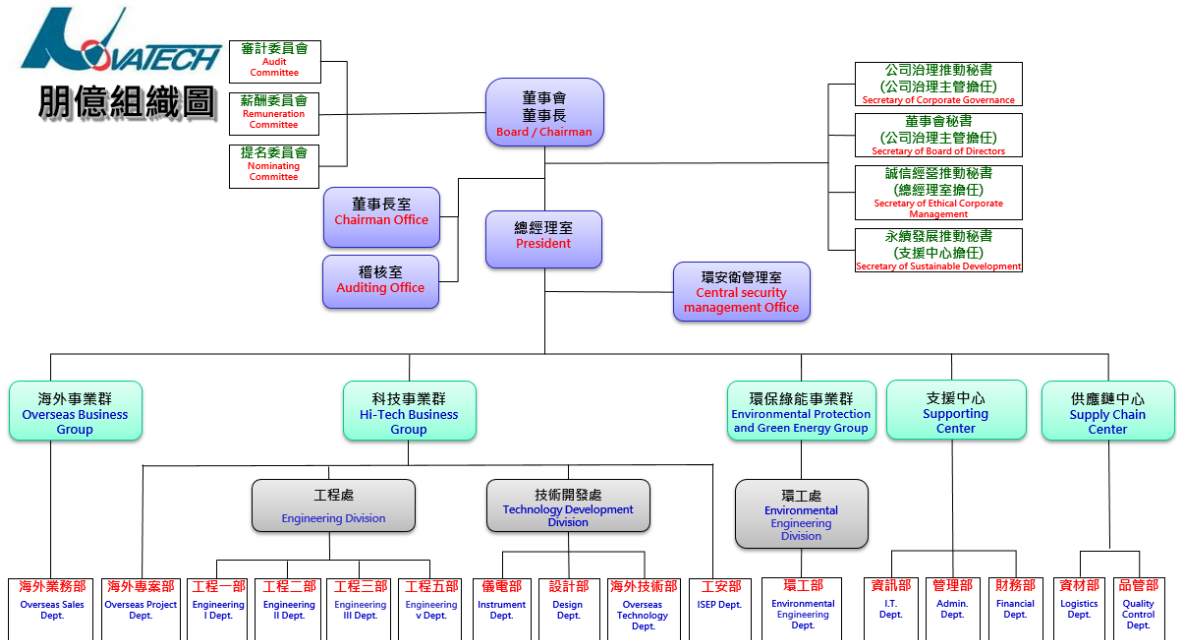 NOVATECH
朋億組織圖
審計委員會
Audit
Committee
薪酬委員會
Remuneration
Committee
提名委員會
Nominating
Committee
董事會
董事長
Board / Chairman
公司治理推動秘書
(公司治理主管擔任)
Secretary of Corporate Governance
董事會秘書
(公司治理主管擔任)
Secretary of Board of Directors
誠信經營推動秘書
(總經理室擔任)
Secretary of Ethical Corporate
Management
永續發展推動秘書
(支援中心擔任)
Secretary of Sustainable Development
董事長室
Chairman Office
總經理室
President
稽核室
Auditing Office
環安衛管理室
Central security
management Office
海外事業群
Overseas Business
Group
科技事業群
Hi-Tech Business
Group
環保綠能事業群
Environmental Protection
and Green Energy Group
支援中心
Supporting
Center
供應鏈中心
Supply Chain
Center
工程處
Engineering Division
技術開發處
Technology Development
Division
環工處
Environmental
Engineering
Division
海外業務部
Overseas Sales
Dept.
海外專案部
Overseas Project
Dept.
工程一部
Engineering
I Dept.
工程二部
Engineering
II Dept.
工程三部
Engineering
III Dept.
工程五部
Engineering
v Dept.
儀電部
Instrument
Dept.
設計部
Design
Dept.
海外技術部
Overseas
Technology
Dept.
工安部
ISEP Dept.
環工部
Environmental
Engineering
Dept.
資訊部
I.T.
Dept.
管理部
Admin.
Dept.
財務部
Financial
Dept.
資材部
Logistics
Dept.
品管部
Quality
Control
Dept.